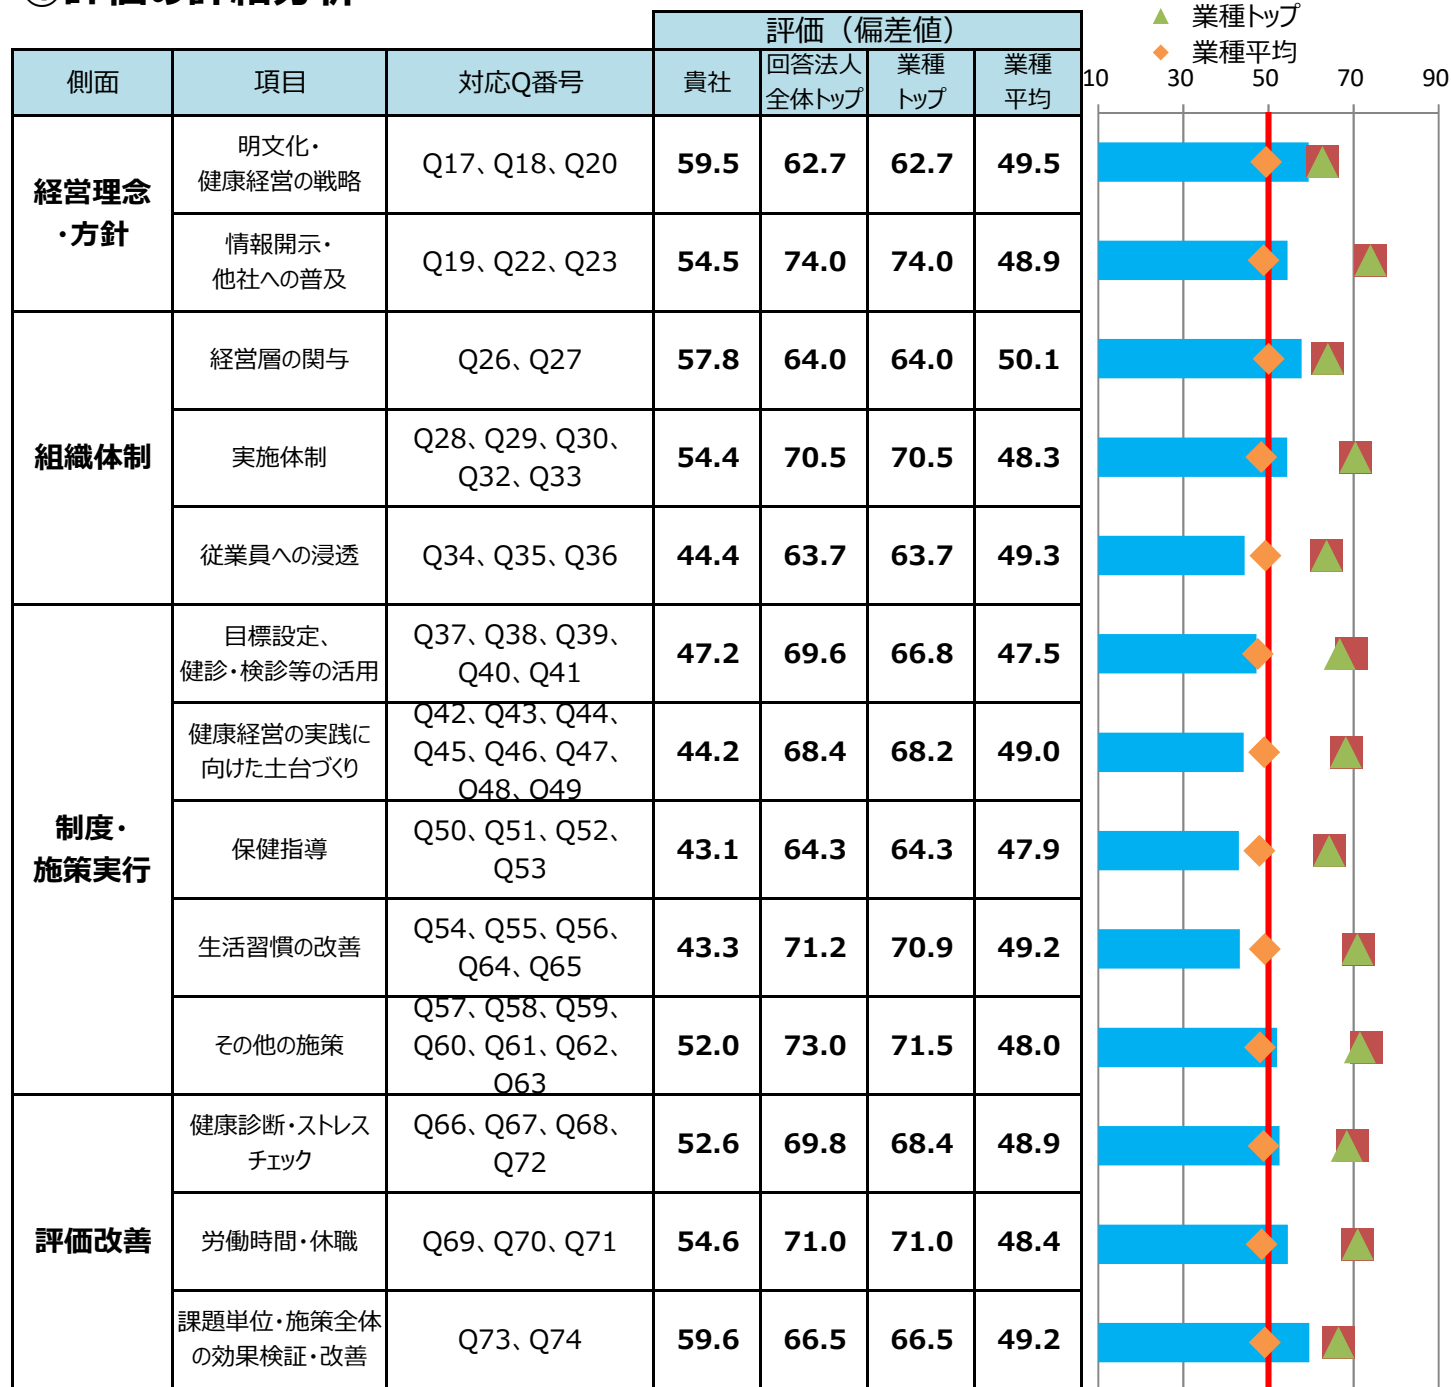 ①評価の詳細分析
▲ 業種トップ
◆ 業種平均
10 30 50 70 90
評価（偏差値）
側面 項目 対応Q番号 貴社 回答法人全体トップ 業種トップ 業種平均
経営理念・方針
明文化・健康経営の戦略 Q17、Q18、Q20 59.5 62.7 62.7 49.5
情報開示・他社への普及 Q19、Q22、Q23 54.5 74.0 74.0 48.9
組織体制
経営層の関与 Q26、Q27 57.8 64.0 64.0 50.1
実施体制 Q28、Q29、Q30、Q32、Q33 54.4 70.5 70.5 48.3
従業員への浸透 Q34、Q35、Q36 44.4 63.7 63.7 49.3
制度・施策実行
目標設定、健診・検診等の活用 Q37、Q38、Q39、Q40、Q41 47.2 69.6 66.8 47.5
健康経営の実践に向けた土台づくり Q42、Q43、Q44、Q45、Q46、Q47、Q48、Q49 44.2 68.4 68.2 49.0
保健指導 Q50、Q51、Q52、Q53 43.1 64.3 64.3 47.9
生活習慣の改善 Q54、Q55、Q56、Q64、Q65 43.3 71.2 70.9 49.2
その他の施策 Q57、Q58、Q59、Q60、Q61、Q62、Q63 52.0 73.0 71.5 48.0
評価改善
健康診断・ストレスチェック Q66、Q67、Q68、Q72 52.6 69.8 68.4 48.9
労働時間・休職 Q69、Q70、Q71 54.6 71.0 71.0 48.4
課題単位・施策全体の効果検証・改善 Q73、Q74 59.6 66.5 66.5 49.2